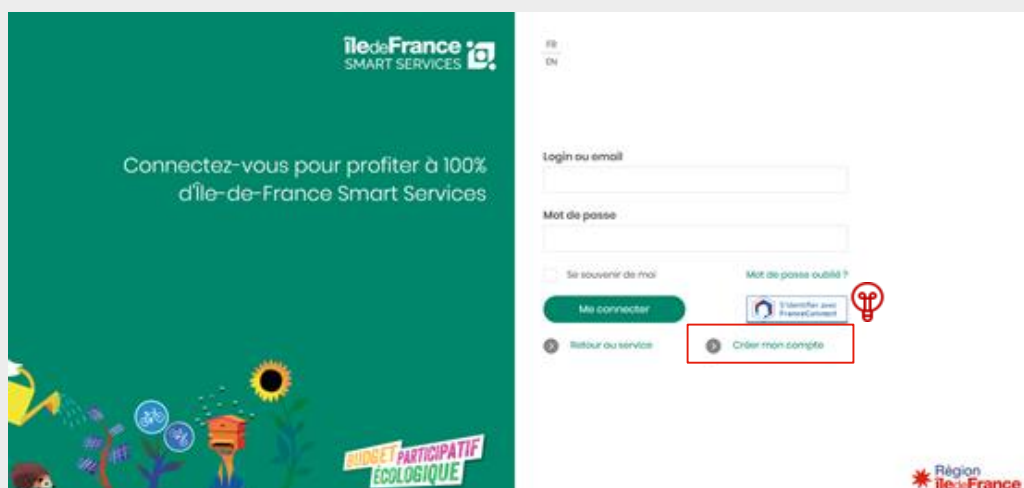 îledeFrance
SMART SERVICES
Connectez-vous pour profiter à 100%
d'Île-de-France Smart Services
BUDGET PARTICIPATIF
ÉCOLOGIQUE
FR
EN
Login ou email
Mot de passe
Se souvenir de moi
Mot de passe oublié ?
Me connecter
S'identifier avec
FranceConnect
Retour au service
Créer mon compte
Région
îledeFrance